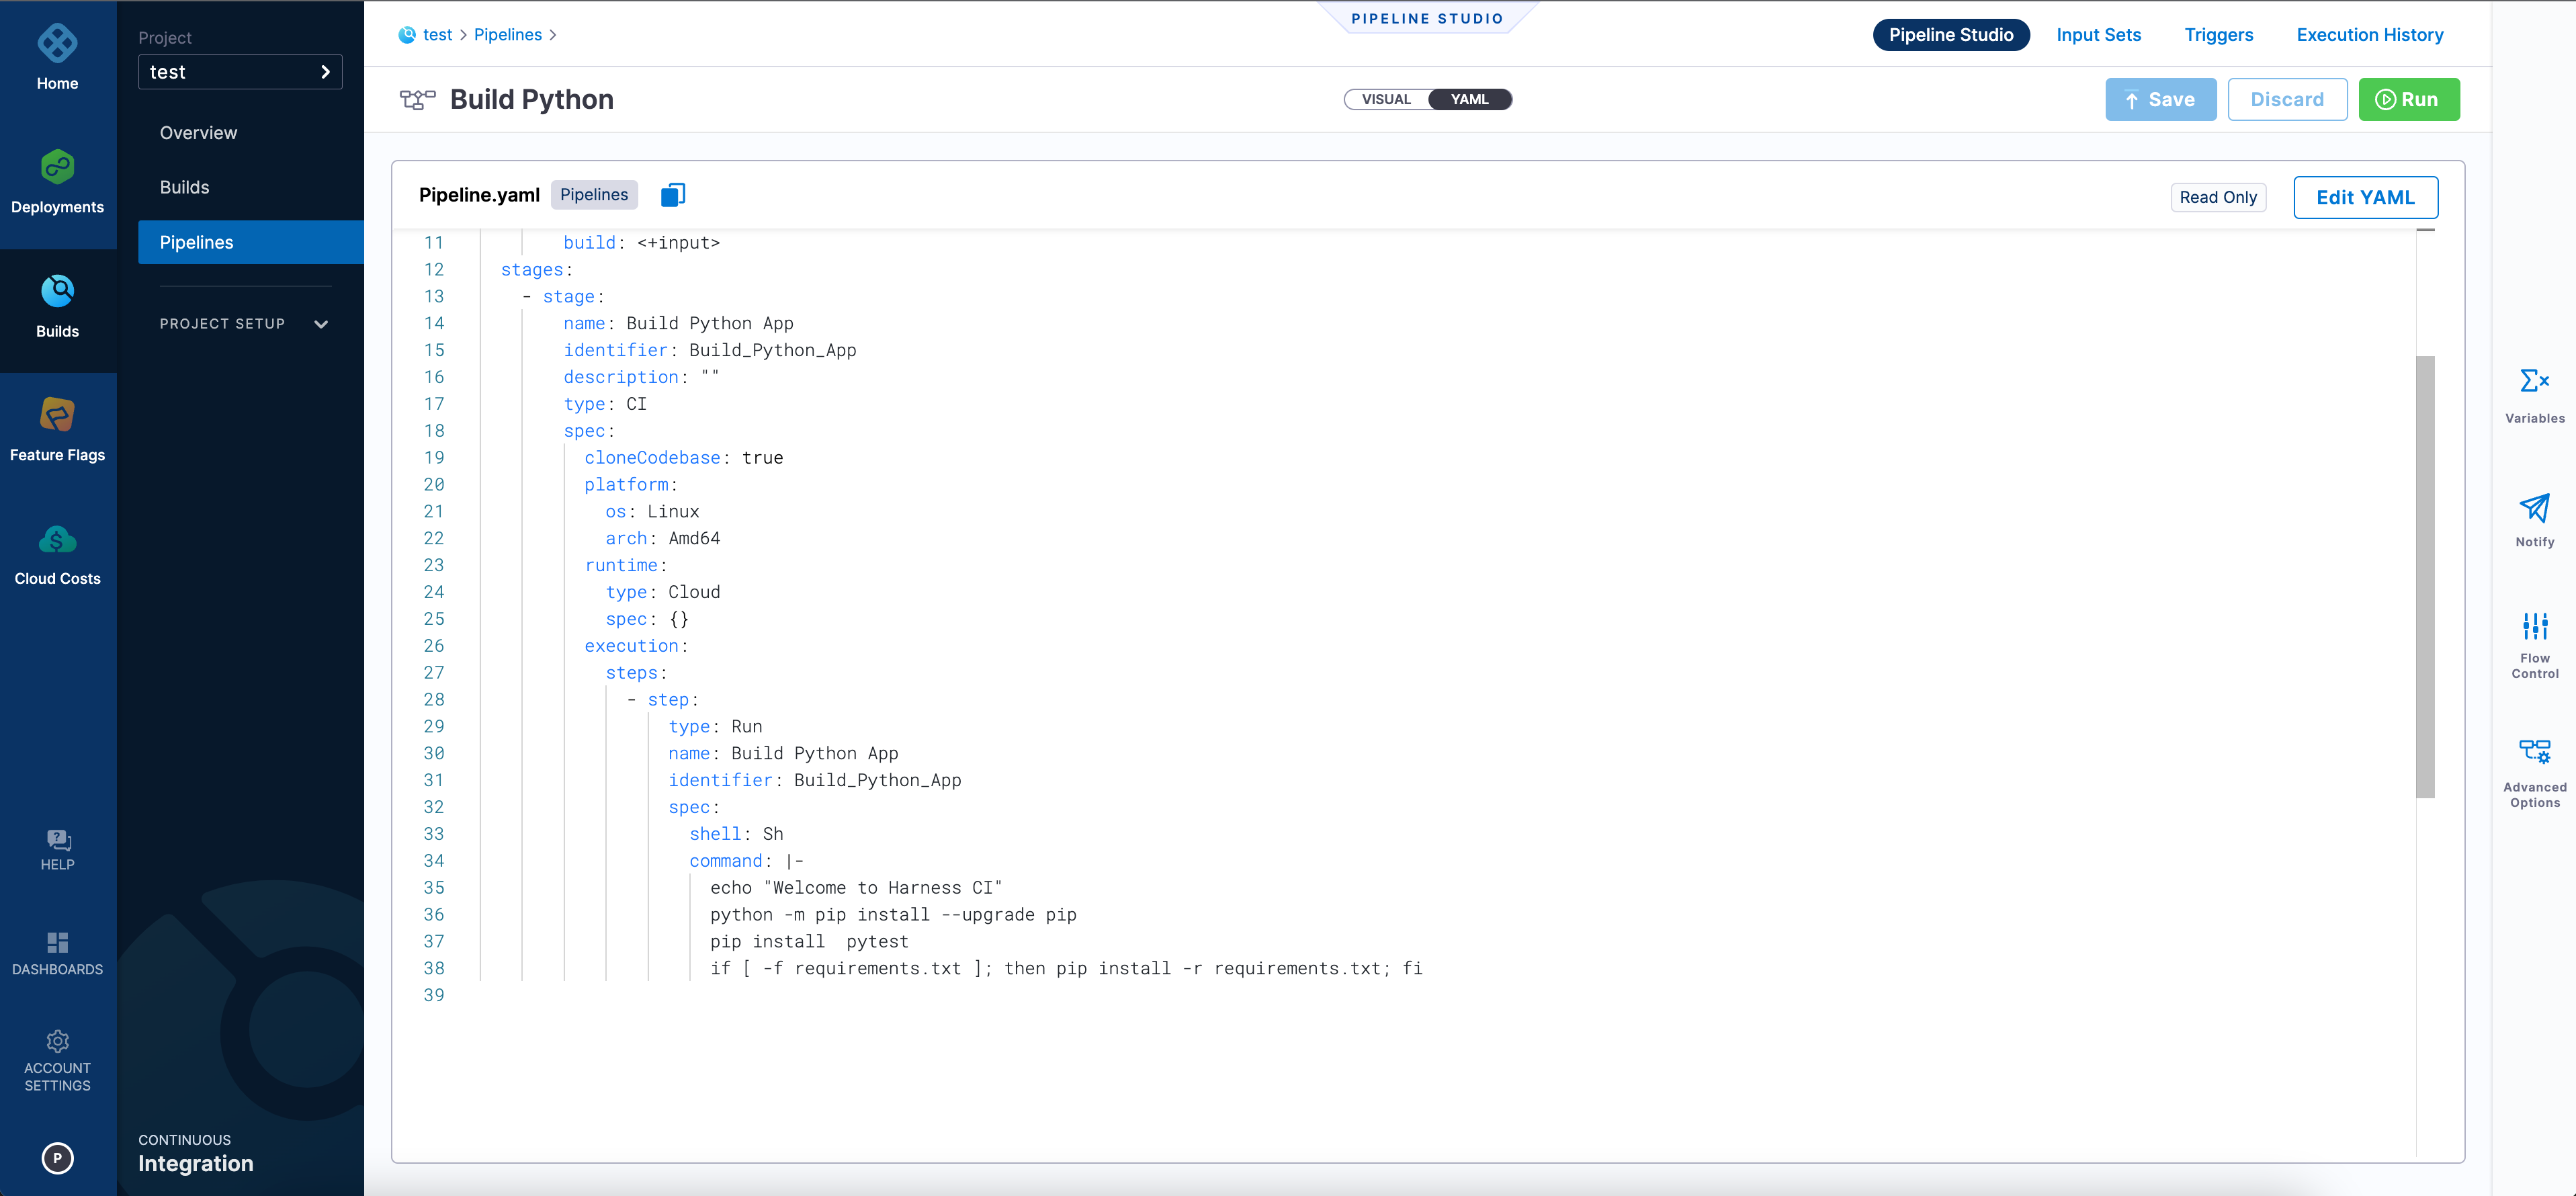 Home
Deployments
Builds
Feature Flags
Cloud Costs
HELP
DASHBOARDS
ACCOUNT
SETTINGS
P
Project
test
Overview
Builds
Pipelines
PROJECT SETUP
CONTINUOUS
Integration
test > Pipelines >
PIPELINE STUDIO
Pipeline Studio Input Sets Triggers Execution History
Build Python
VISUAL YAML
Save Discard Run
Pipeline.yaml Pipelines
Read Only Edit YAML
11 build: <+input>
12 stages:
13 - stage:
14 name: Build Python App
15 identifier: Build_Python_App
16 description: ""
17 type: CI
18 spec:
19 cloneCodebase: true
20 platform:
21 os: Linux
22 arch: Amd64
23 runtime:
24 type: Cloud
25 spec: {}
26 execution:
27 steps:
28 - step:
29 type: Run
30 name: Build Python App
31 identifier: Build_Python_App
32 spec:
33 shell: Sh
34 command: |-
35 echo "Welcome to Harness CI"
36 python -m pip install --upgrade pip
37 pip install  pytest
38 if [ -f requirements.txt ]; then pip install -r requirements.txt; fi
39
Variables
Notify
Flow
Control
Advanced
Options